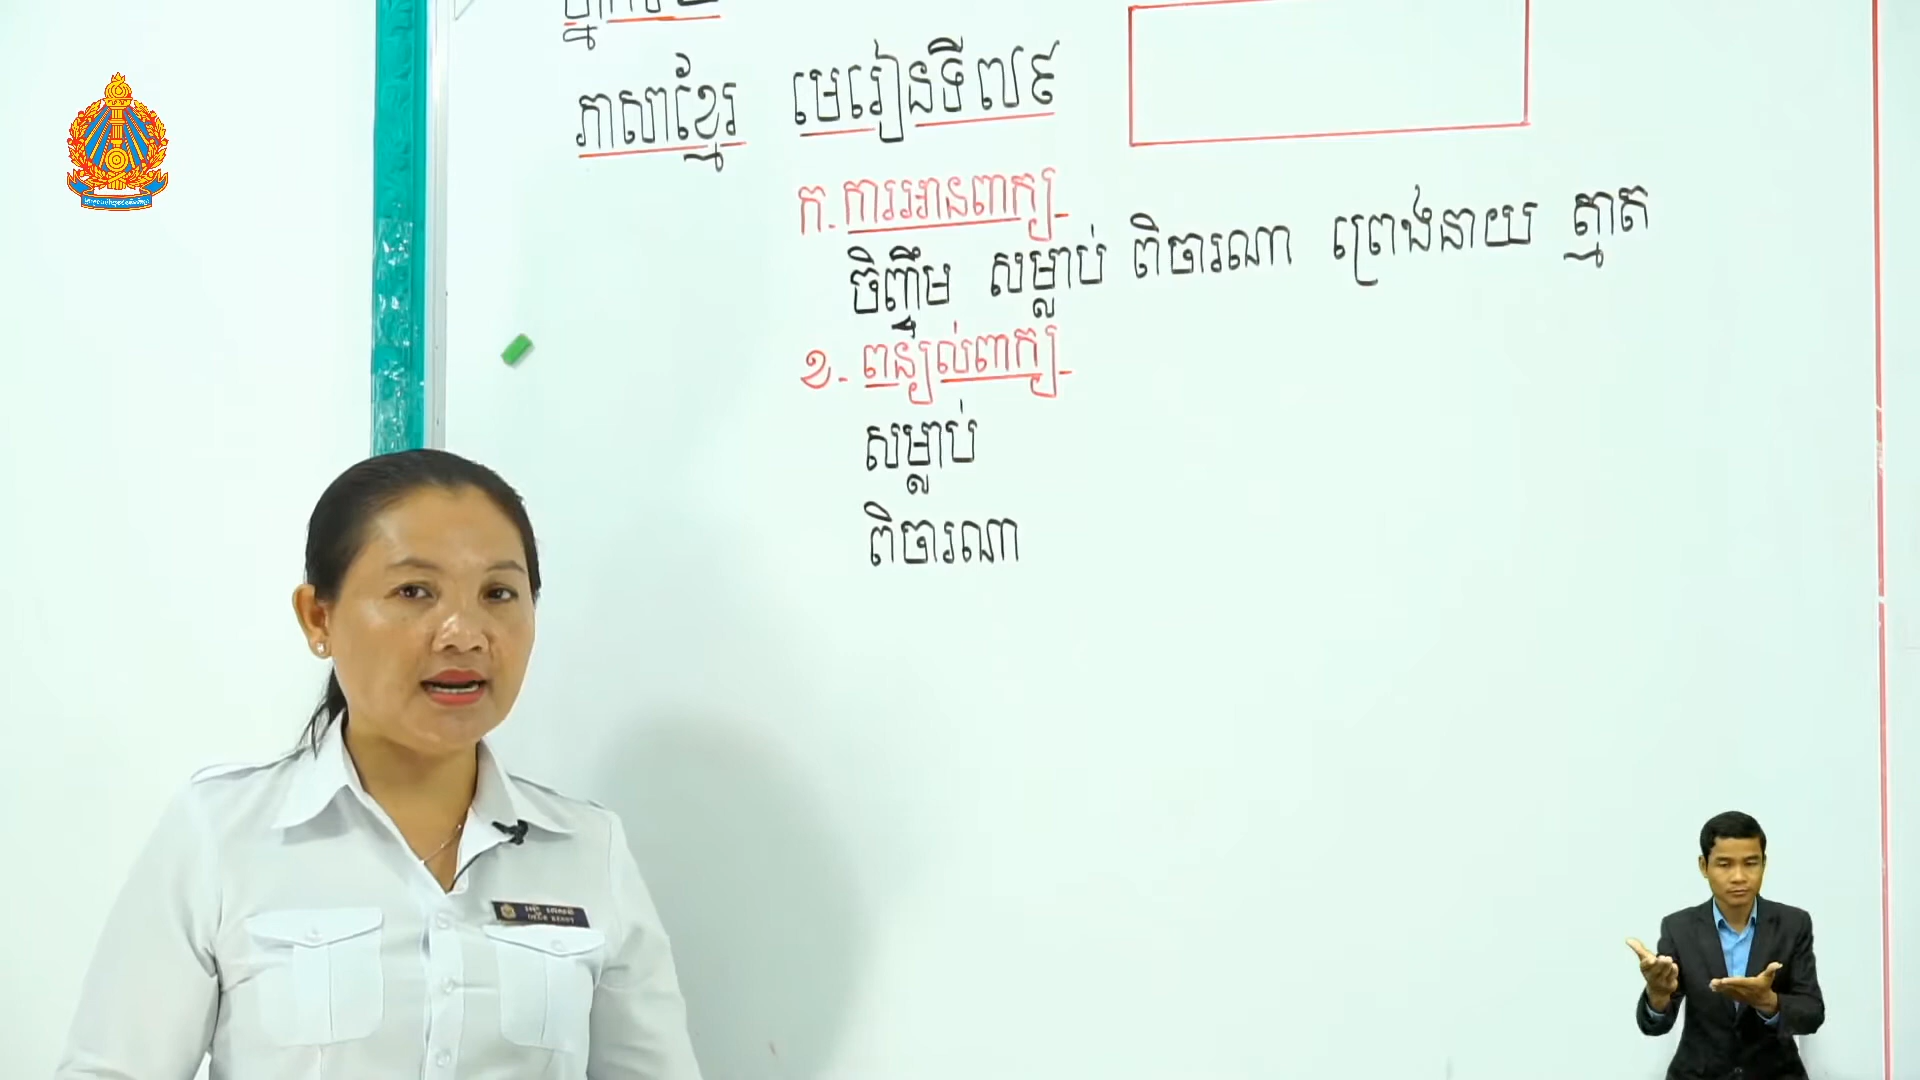 ភាសាខ្មែរ មេរៀនទី៧៩
ក. ការអានពាក្យ
ចិញ្ចឹម សម្លាប់ ពិចារណា ព្រេងនាយ ត្មាត
ខ. ពន្យល់ពាក្យ
សម្លាប់
ពិចារណា